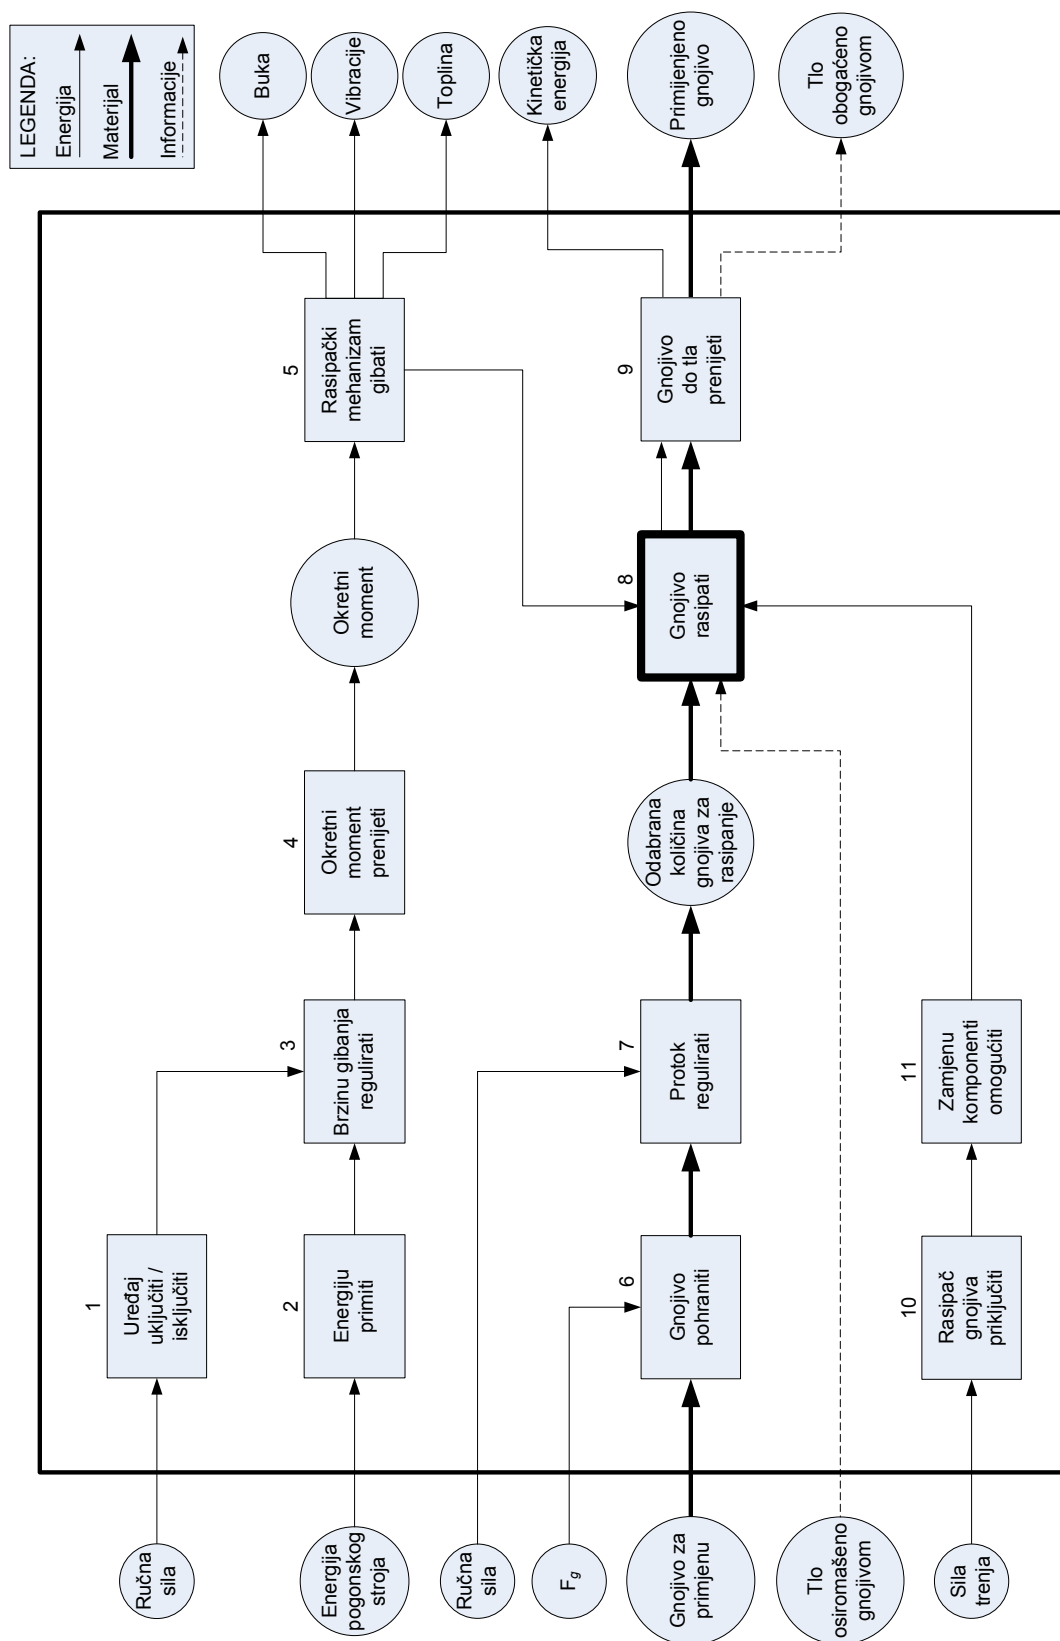 LEGENDA:
Energija
Materijal
Informacije
Ručna
sila
1
Uređaj
uključiti /
isključiti
Energija
pogonskog
stroja
2
Energiju
primiti
3
Brzinu gibanja
regulirati
4
Okretni
moment
prenijeti
Okretni
moment
5
Rasipački
mehanizam
gibati
Buka
Vibracije
Toplina
Ručna
sila
Fg
Gnojivo za
primjenu
6
Gnojivo
pohraniti
7
Protok
regulirati
Odabrana
količina
gnojiva za
rasipanje
8
Gnojivo
rasipati
9
Gnojivo
do tla
prenijeti
Kinetička
energija
Primijenjeno
gnojivo
Tlo
obogaćeno
gnojivom
Tlo
osiromašeno
gnojivom
Sila
trenja
10
Rasipač
gnojiva
priključiti
11
Zamjenu
komponenti
omogućiti